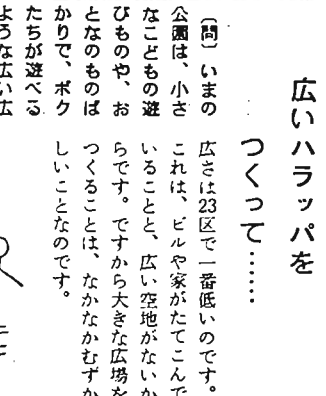 広いハラッパを
つくって……
〔問〕いまの
公園は、小さ
なこどもの遊
びものや、お
となのものば
かりで、ボク
たちが遊べる
ような広い広
広さは23区で一番低いのです。
これは、ビルや家がたてこんで
いることと、広い空地がないか
らです。ですから大きな広場を
つくることは、なかなかむずか
しいことなのです。